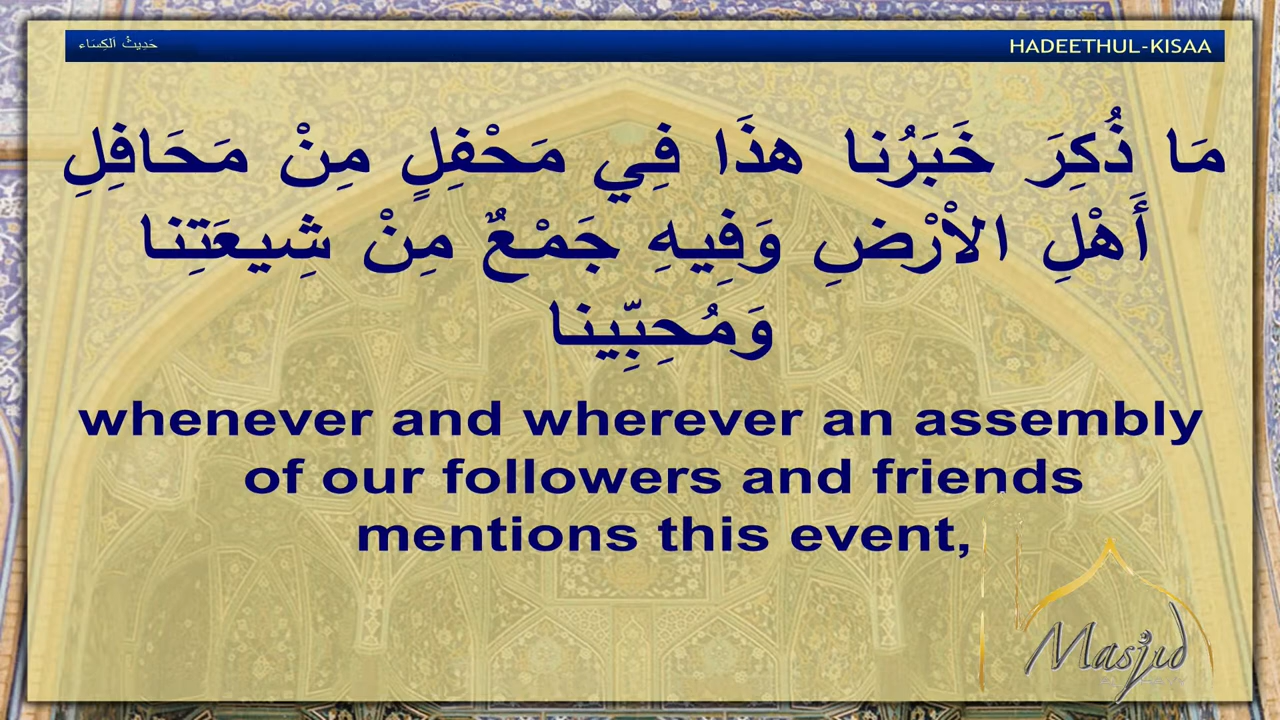 حَدِيثْ اَلكِسَاء
HADEETHUL-KISAA
مَا ذُكِرَ خَبَرُنا هذَا فِي مَحْفِلٍ مِنْ مَحَافِلِ
أَهْلِ الاْرْضِ وَفِيهِ جَمْعٌ مِنْ شِيعَتِنا
وَمُحِبِّينا
whenever and wherever an assembly
of our followers and friends
mentions this event,
Masjid